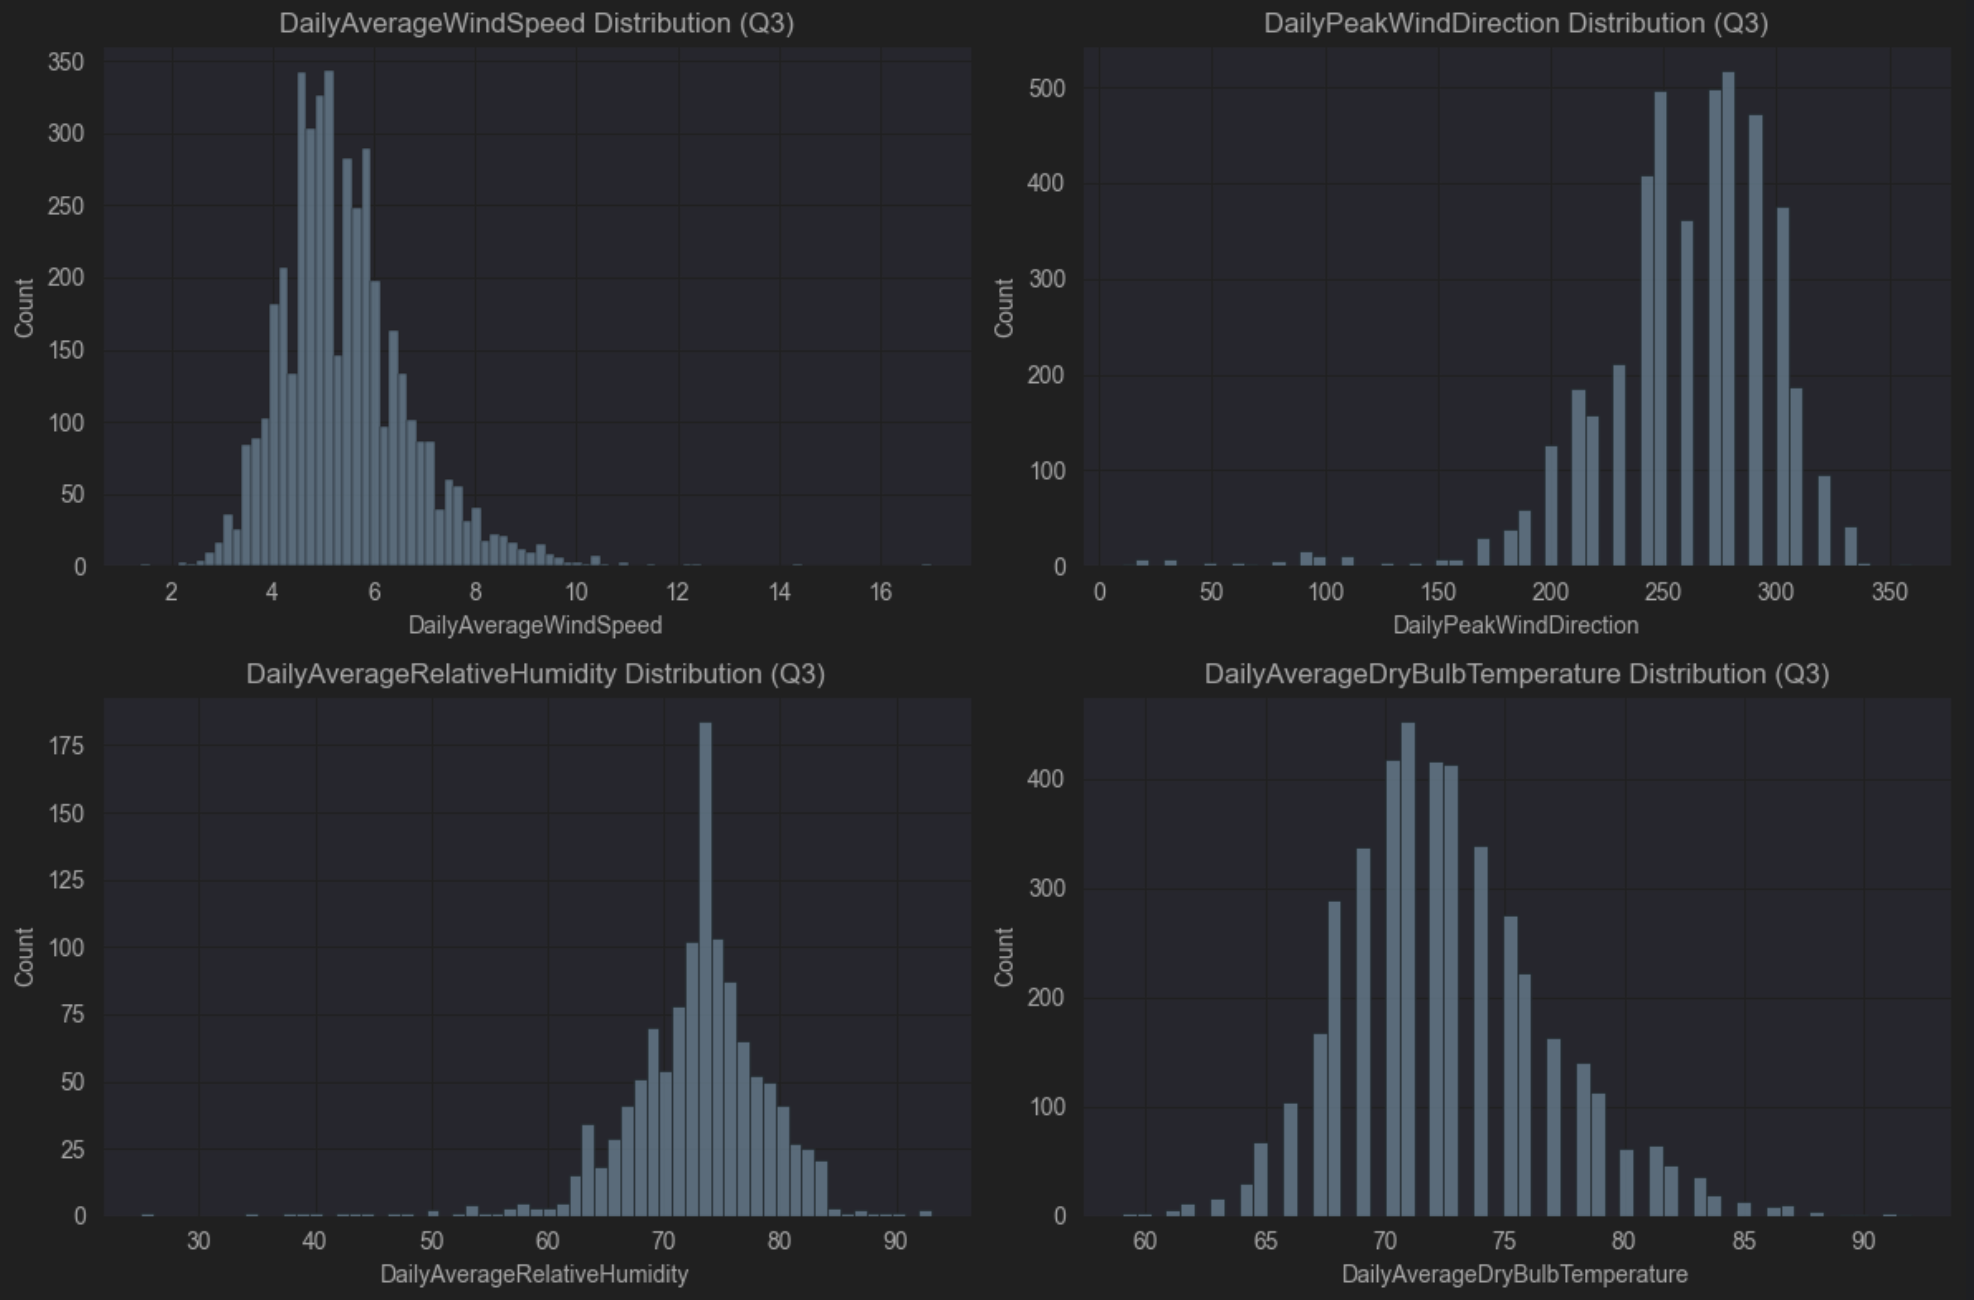 DailyAverageWindSpeed Distribution (Q3)
350
300
250
200
150
100
50
0
Count
2 4 6 8 10 12 14 16
DailyAverageWindSpeed
DailyPeakWindDirection Distribution (Q3)
500
400
300
200
100
0
Count
0 50 100 150 200 250 300 350
DailyPeakWindDirection
DailyAverageRelativeHumidity Distribution (Q3)
175
150
125
100
75
50
25
0
Count
30 40 50 60 70 80 90
DailyAverageRelativeHumidity
DailyAverageDryBulbTemperature Distribution (Q3)
400
300
200
100
0
Count
60 65 70 75 80 85 90
DailyAverageDryBulbTemperature